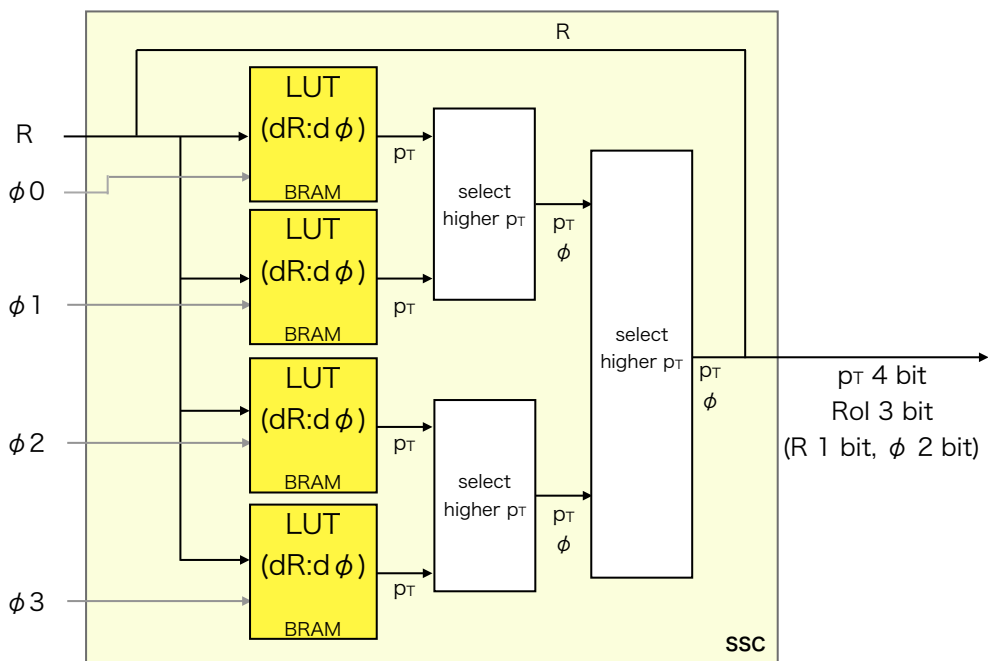 R
R
φ0
LUT
(dR:dφ)
BRAM
pT
LUT
(dR:dφ)
BRAM
pT
φ1
select
higher pT
pT
φ
LUT
(dR:dφ)
BRAM
pT
φ2
LUT
(dR:dφ)
BRAM
pT
φ3
select
higher pT
pT
φ
select
higher pT
pT
φ
pT 4 bit
RoI 3 bit
(R 1 bit, φ 2 bit)
SSC